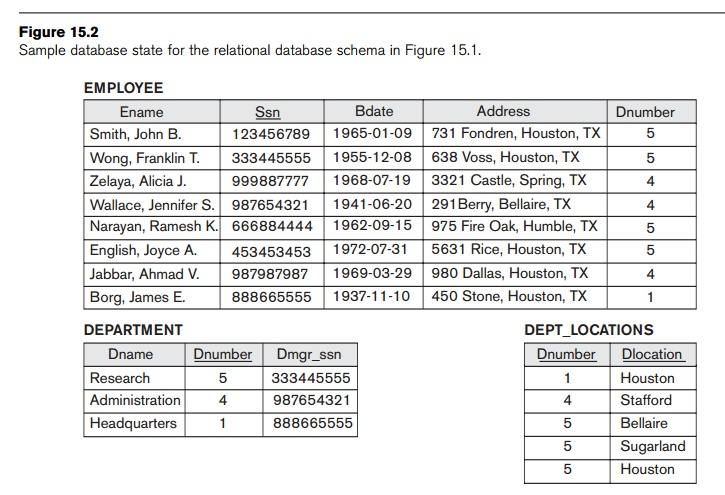 Figure 15.2
Sample database state for the relational database schema in Figure 15.1.
EMPLOYEE
Ename Ssn Bdate Address Dnumber
Smith, John B. 123456789 1965-01-09 731 Fondren, Houston, TX 5
Wong, Franklin T. 333445555 1955-12-08 638 Voss, Houston, TX 5
Zelaya, Alicia J. 999887777 1968-07-19 3321 Castle, Spring, TX 4
Wallace, Jennifer S. 987654321 1941-06-20 291 Berry, Bellaire, TX 4
Narayan, Ramesh K. 666884444 1962-09-15 975 Fire Oak, Humble, TX 5
English, Joyce A. 453453453 1972-07-31 5631 Rice, Houston, TX 5
Jabbar, Ahmad V. 987987987 1969-03-29 980 Dallas, Houston, TX 4
Borg, James E. 888665555 1937-11-10 450 Stone, Houston, TX 1
DEPARTMENT
Dname Dnumber Dmgr_ssn
Research 5 333445555
Administration 4 987654321
Headquarters 1 888665555
DEPT_LOCATIONS
Dnumber Dlocation
1 Houston
4 Stafford
5 Bellaire
5 Sugarland
5 Houston